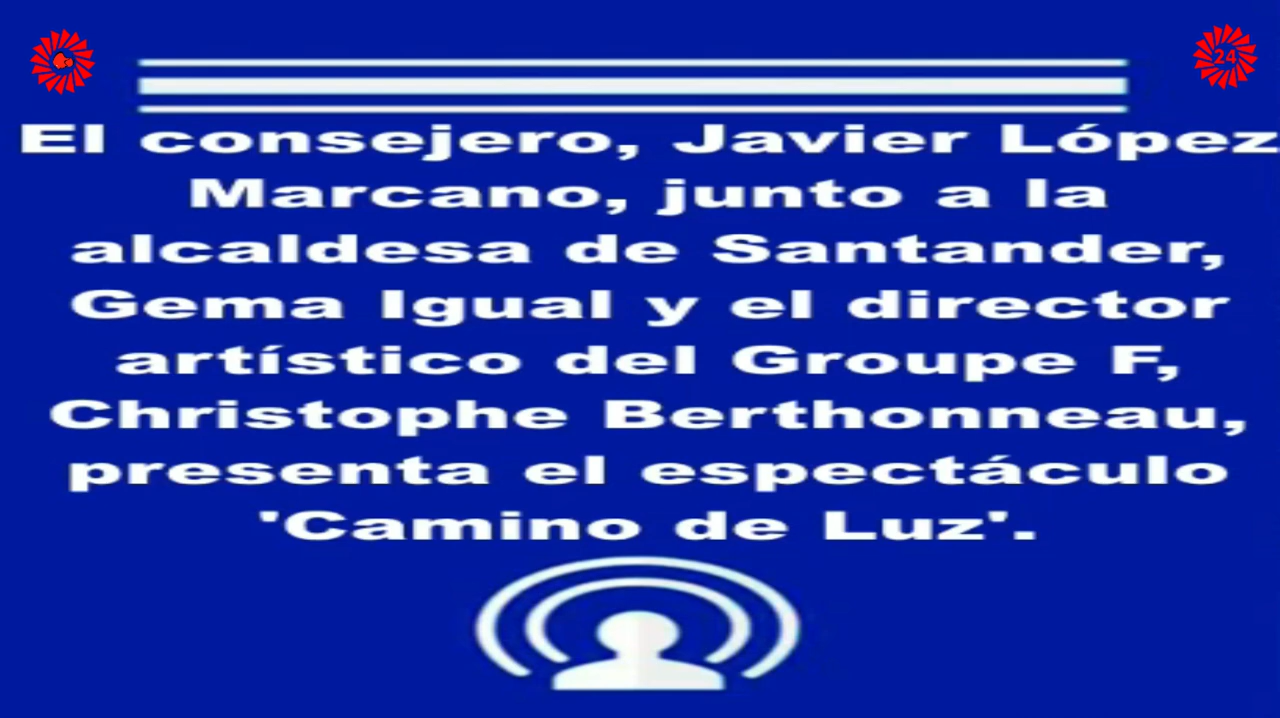 24
El consejero, Javier López
Marcano, junto a la
alcaldesa de Santander,
Gema Igual y el director
artístico del Groupe F,
Christophe Berthonneau,
presenta el espectáculo
'Camino de Luz'.